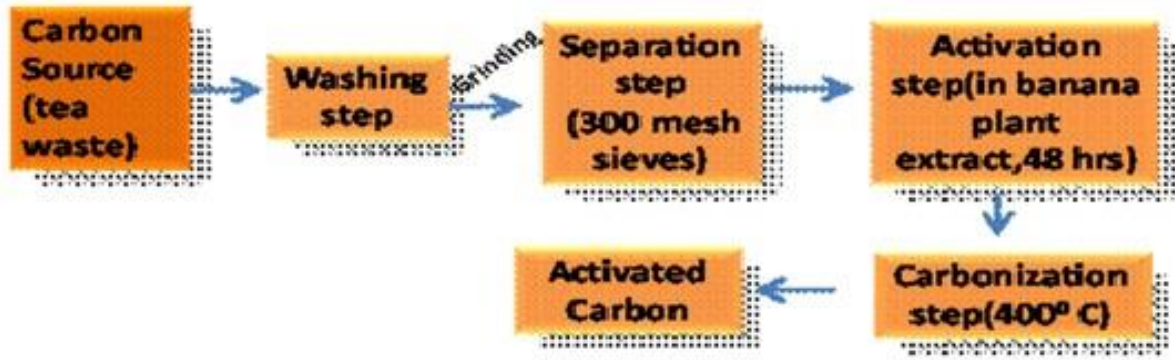 Carbon
Source
(tea
waste)
Washing
step
Grinding
Separation
step
(300 mesh
sieves)
Activation
step(in banana
plant
extract,48 hrs)
Carbonization
step(400⁰ C)
Activated
Carbon